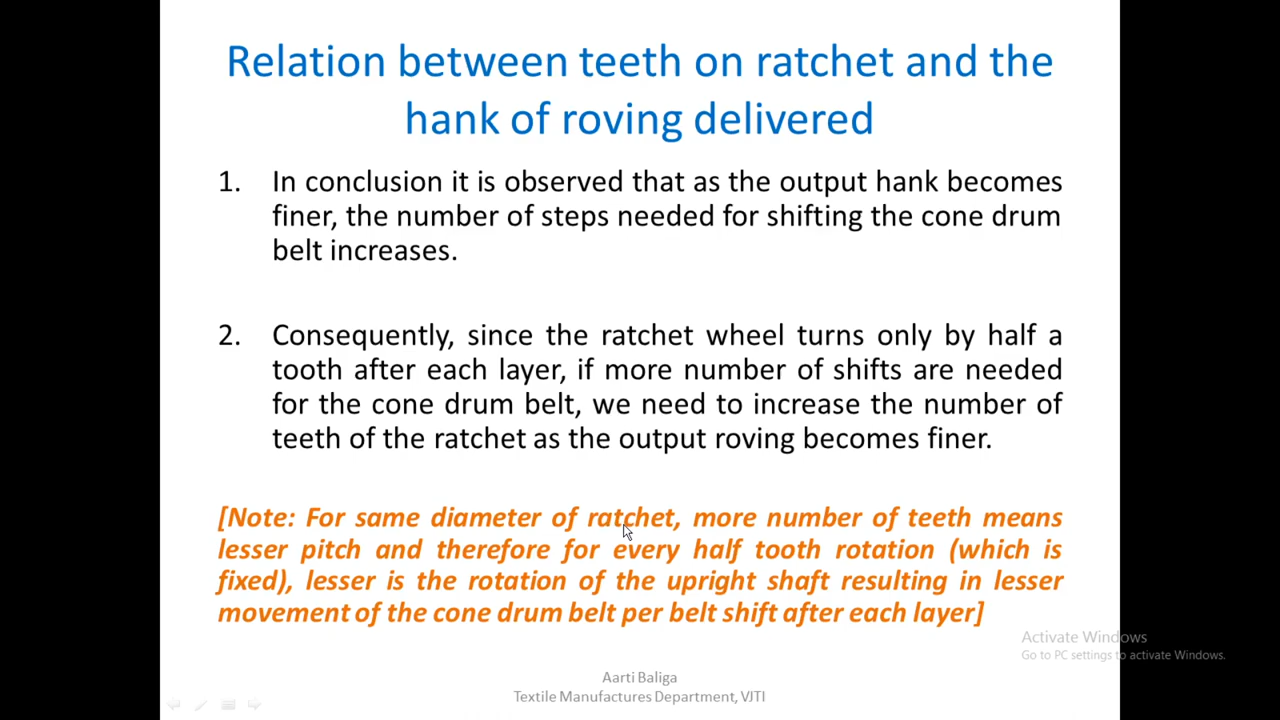 Relation between teeth on ratchet and the
hank of roving delivered
1. In conclusion it is observed that as the output hank becomes
finer, the number of steps needed for shifting the cone drum
belt increases.
2. Consequently, since the ratchet wheel turns only by half a
tooth after each layer, if more number of shifts are needed
for the cone drum belt, we need to increase the number of
teeth of the ratchet as the output roving becomes finer.
[Note: For same diameter of ratchet, more number of teeth means
lesser pitch and therefore for every half tooth rotation (which is
fixed), lesser is the rotation of the upright shaft resulting in lesser
movement of the cone drum belt per belt shift after each layer]
Activate Windows
Go to PC settings to activate Windows.
Aarti Baliga
Textile Manufactures Department, VJTI